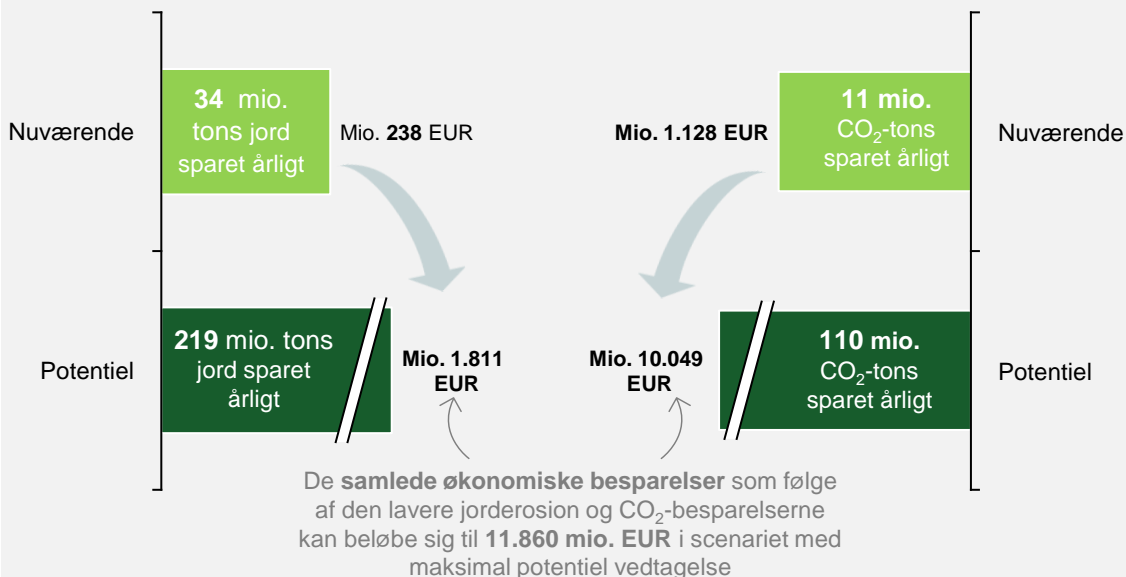 Nuværende
34 mio.
tons jord
sparet årligt
Mio. 238 EUR
Mio. 1.128 EUR
11 mio.
CO₂-tons
sparet årligt
Nuværende
Potentiel
219 mio. tons
jord sparet
årligt
Mio. 1.811
EUR
Mio. 10.049
EUR
110 mio.
CO₂-tons
sparet årligt
Potentiel
De samlede økonomiske besparelser som følge
af den lavere jorderosion og CO₂-besparelserne
kan beløbe sig til 11.860 mio. EUR i scenariet med
maksimal potentiel vedtagelse